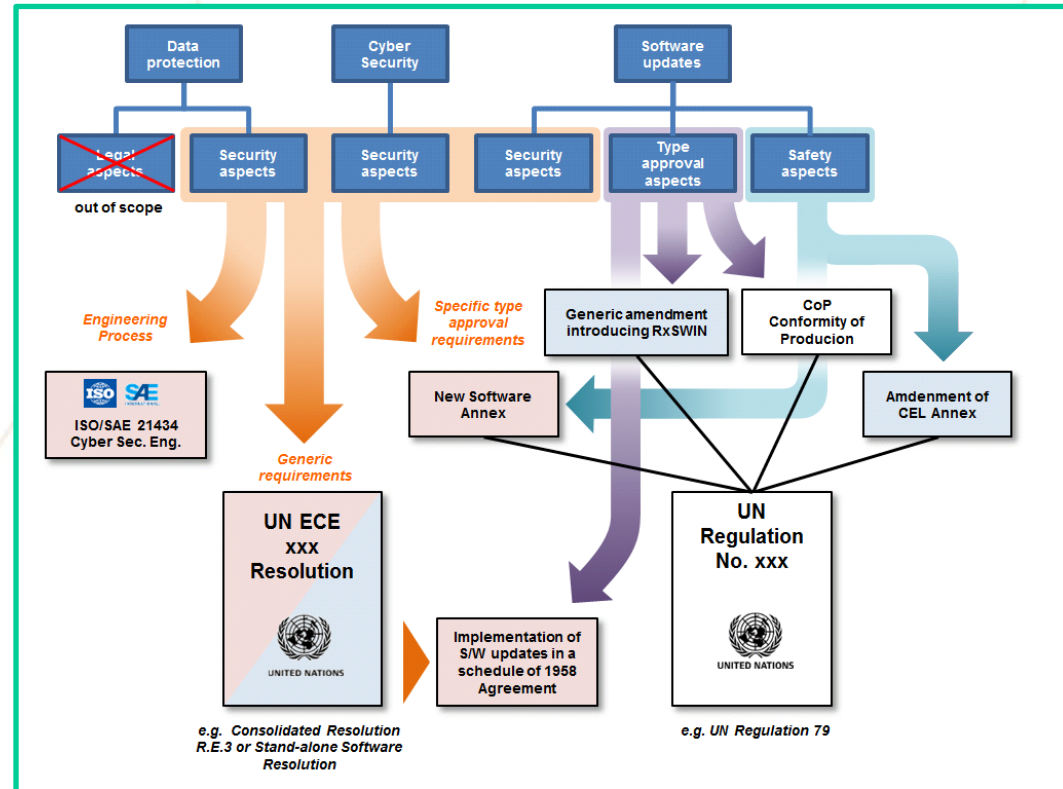 Data
protection
Cyber
Security
Software
updates
Legal
aspects
Security
aspects
Security
aspects
Security
aspects
Type
approval
aspects
Safety
aspects
out of scope
Engineering
Process
Specific type
approval
requirements
Generic amendment
introducing RxSWIN
CoP
Conformity of
Producion
ISO
SAE
INTERNATIONAL
ISO/SAE 21434
Cyber Sec. Eng.
New Software
Annex
Amdenment of
CEL Annex
Generic
requirements
UN ECE
xxx
Resolution
UNITED NATIONS
Implementation of
S/W updates in a
schedule of 1958
Agreement
UN
Regulation
No. xxx
UNITED NATIONS
e.g. Consolidated Resolution
R.E.3 or Stand-alone Software
Resolution
e.g. UN Regulation 79